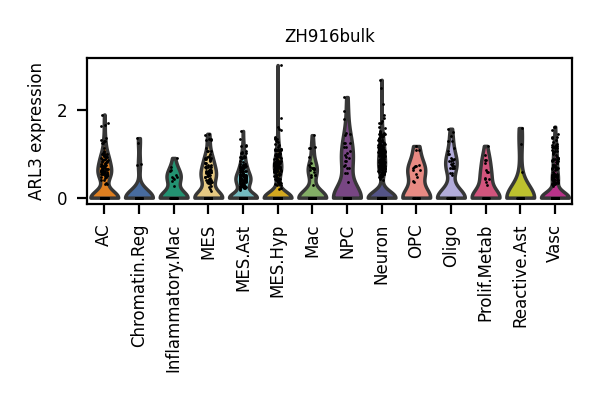 ZH916bulk
ARL3 expression
2
0
AC
Chromatin.Reg
Inflammatory.Mac
MES
MES.Ast
MES.Hyp
Mac
NPC
Neuron
OPC
Oligo
Prolif.Metab
Reactive.Ast
Vasc